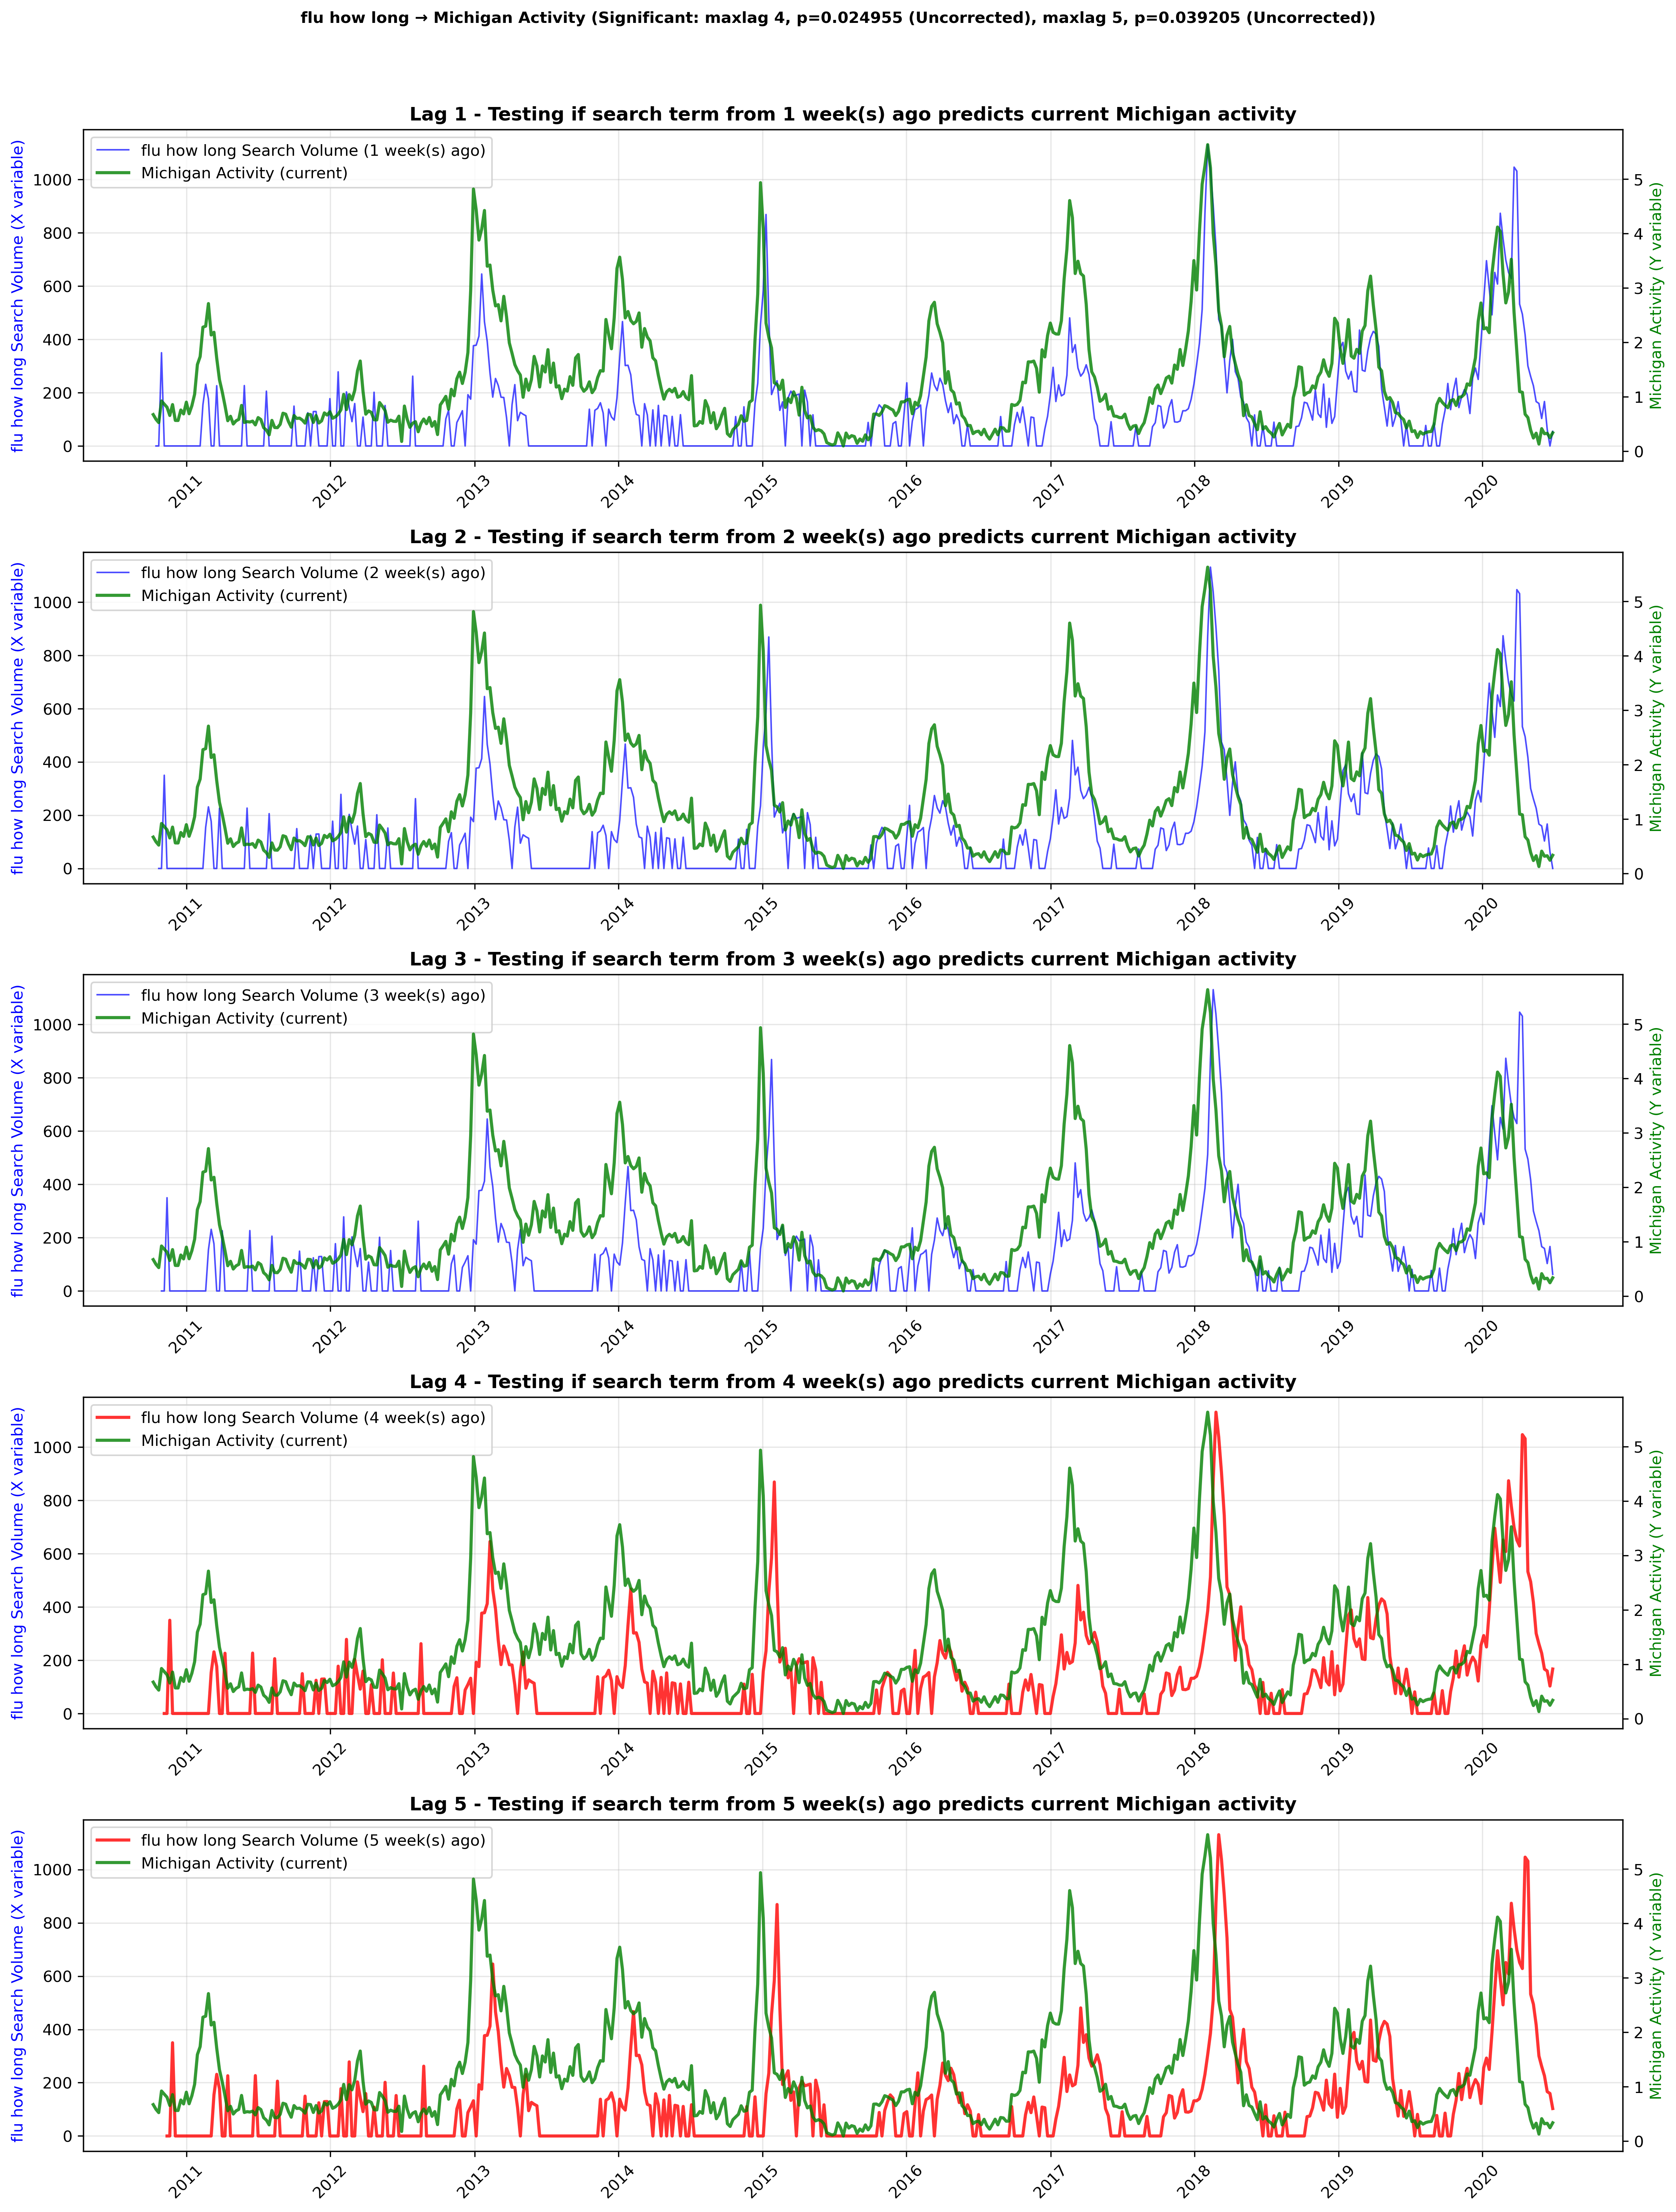 flu how long → Michigan Activity (Significant: maxlag 4, p=0.024955 (Uncorrected), maxlag 5, p=0.039205 (Uncorrected))
Lag 1 - Testing if search term from 1 week(s) ago predicts current Michigan activity
flu how long Search Volume (1 week(s) ago)
Michigan Activity (current)
flu how long Search Volume (X variable)
1000
800
600
400
200
0
5
4
3
2
1
0
Michigan Activity (Y variable)
2011 2012 2013 2014 2015 2016 2017 2018 2019 2020
Lag 2 - Testing if search term from 2 week(s) ago predicts current Michigan activity
flu how long Search Volume (2 week(s) ago)
Michigan Activity (current)
flu how long Search Volume (X variable)
1000
800
600
400
200
0
5
4
3
2
1
0
Michigan Activity (Y variable)
2011 2012 2013 2014 2015 2016 2017 2018 2019 2020
Lag 3 - Testing if search term from 3 week(s) ago predicts current Michigan activity
flu how long Search Volume (3 week(s) ago)
Michigan Activity (current)
flu how long Search Volume (X variable)
1000
800
600
400
200
0
5
4
3
2
1
0
Michigan Activity (Y variable)
2011 2012 2013 2014 2015 2016 2017 2018 2019 2020
Lag 4 - Testing if search term from 4 week(s) ago predicts current Michigan activity
flu how long Search Volume (4 week(s) ago)
Michigan Activity (current)
flu how long Search Volume (X variable)
1000
800
600
400
200
0
5
4
3
2
1
0
Michigan Activity (Y variable)
2011 2012 2013 2014 2015 2016 2017 2018 2019 2020
Lag 5 - Testing if search term from 5 week(s) ago predicts current Michigan activity
flu how long Search Volume (5 week(s) ago)
Michigan Activity (current)
flu how long Search Volume (X variable)
1000
800
600
400
200
0
5
4
3
2
1
0
Michigan Activity (Y variable)
2011 2012 2013 2014 2015 2016 2017 2018 2019 2020